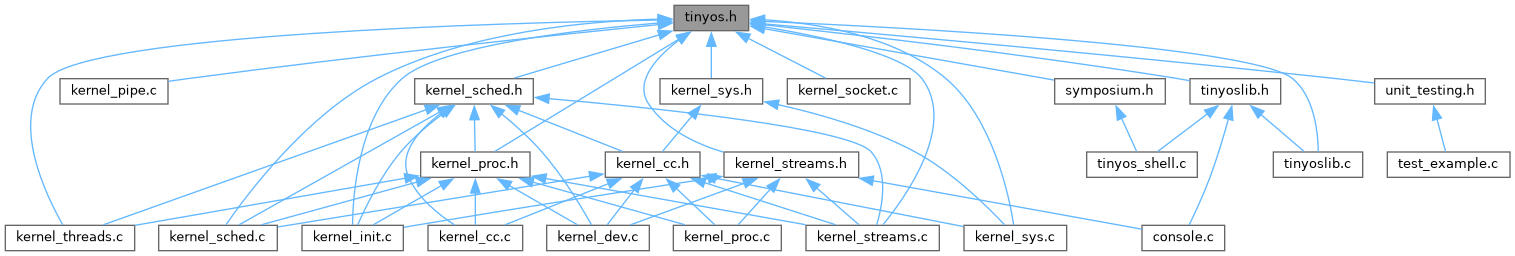 tinyos.h
kernel_pipe.c
kernel_sched.h
kernel_sys.h
kernel_socket.c
symposium.h
tinyoslib.h
unit_testing.h
kernel_proc.h
kernel_cc.h
kernel_streams.h
tinyos_shell.c
tinyoslib.c
test_example.c
kernel_threads.c
kernel_sched.c
kernel_init.c
kernel_cc.c
kernel_dev.c
kernel_proc.c
kernel_streams.c
kernel_sys.c
console.c